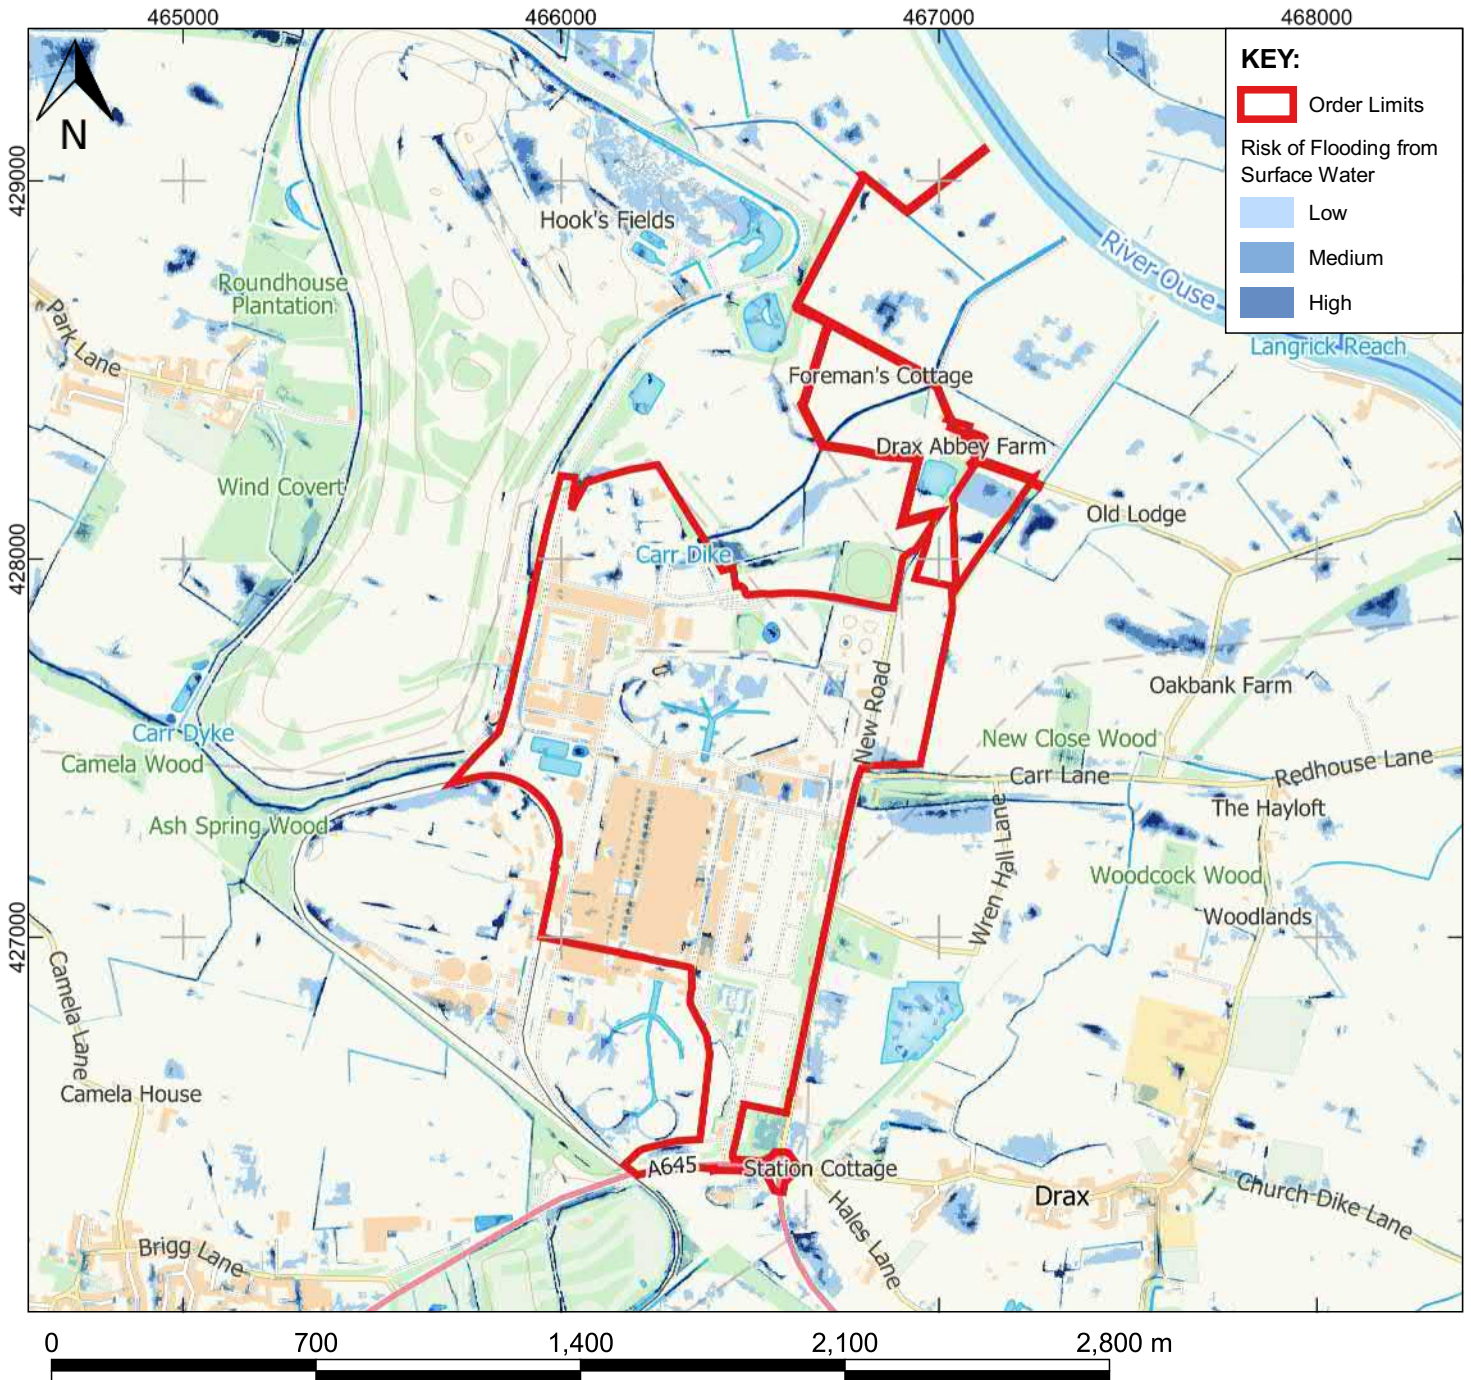 465000
466000
467000
468000
429000
428000
427000
N
KEY:
Order Limits
Risk of Flooding from
Surface Water
Low
Medium
High
Hook's Fields
River Ouse
Langrick Reach
Roundhouse
Plantation
Park Lane
Foreman's Cottage
Drax Abbey Farm
Wind Covert
Old Lodge
Carr Dike
New Road
Oakbank Farm
Carr Dyke
Camela Wood
New Close Wood
Carr Lane
Redhouse Lane
The Hayloft
Ash Spring Wood
Wren Hall Lane
Woodcock Wood
Woodlands
Camela Lane
Camela House
A645
Station Cottage
Drax
Church Dike Lane
Hales Lane
Brigg Lane
0
700
1,400
2,100
2,800 m